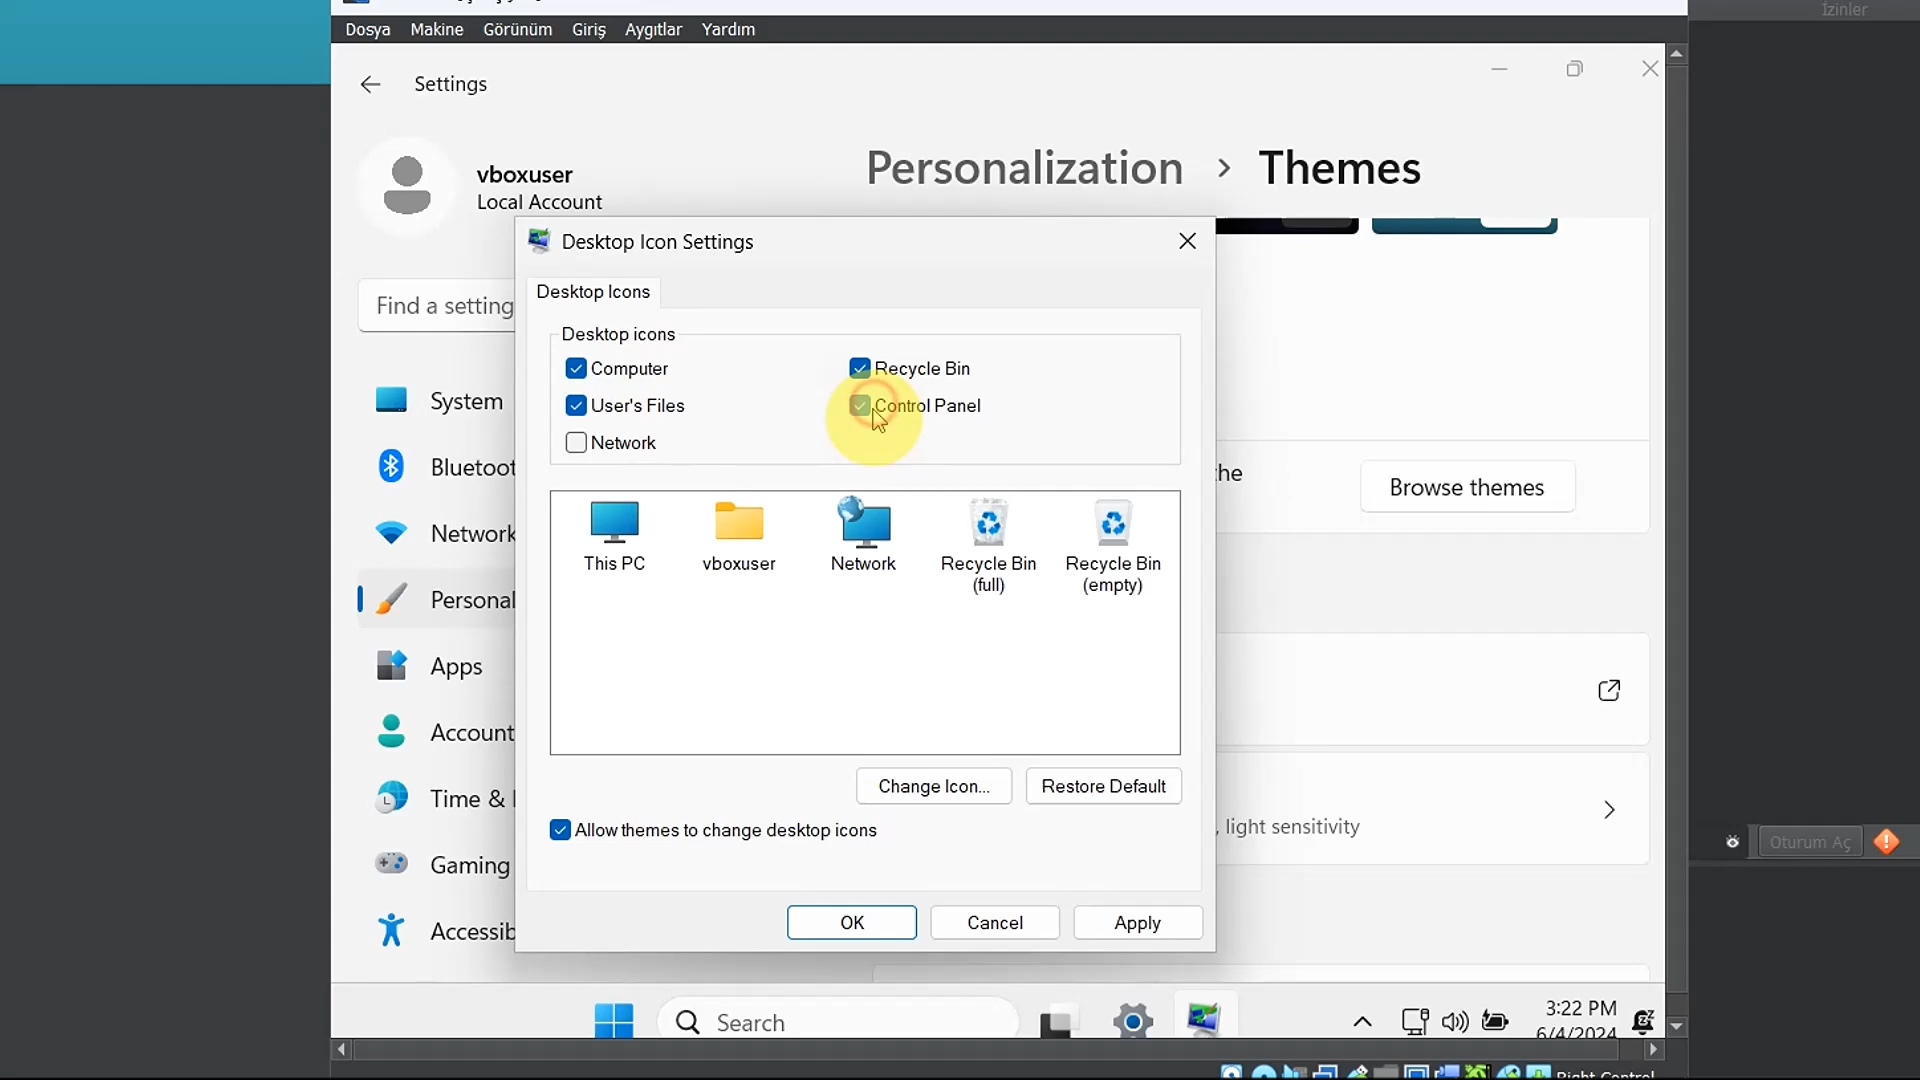 İzinler
Dosya Makine Görünüm Giriş Aygıtlar Yardım
Settings
vboxuser
Local Account
Personalization > Themes
Find a setting
Desktop Icon Settings
Desktop Icons
Desktop icons
Computer
Recycle Bin
User's Files
Control Panel
Network
System
Bluetoot
Network
Personal
Apps
Account
Time &
Gaming
Accessib
This PC
vboxuser
Network
Recycle Bin
(full)
Recycle Bin
(empty)
the
Browse themes
Change Icon...
Restore Default
Allow themes to change desktop icons
, light sensitivity
Oturum Aç
OK
Cancel
Apply
Search
3:22 PM
6/4/2024
Right Control